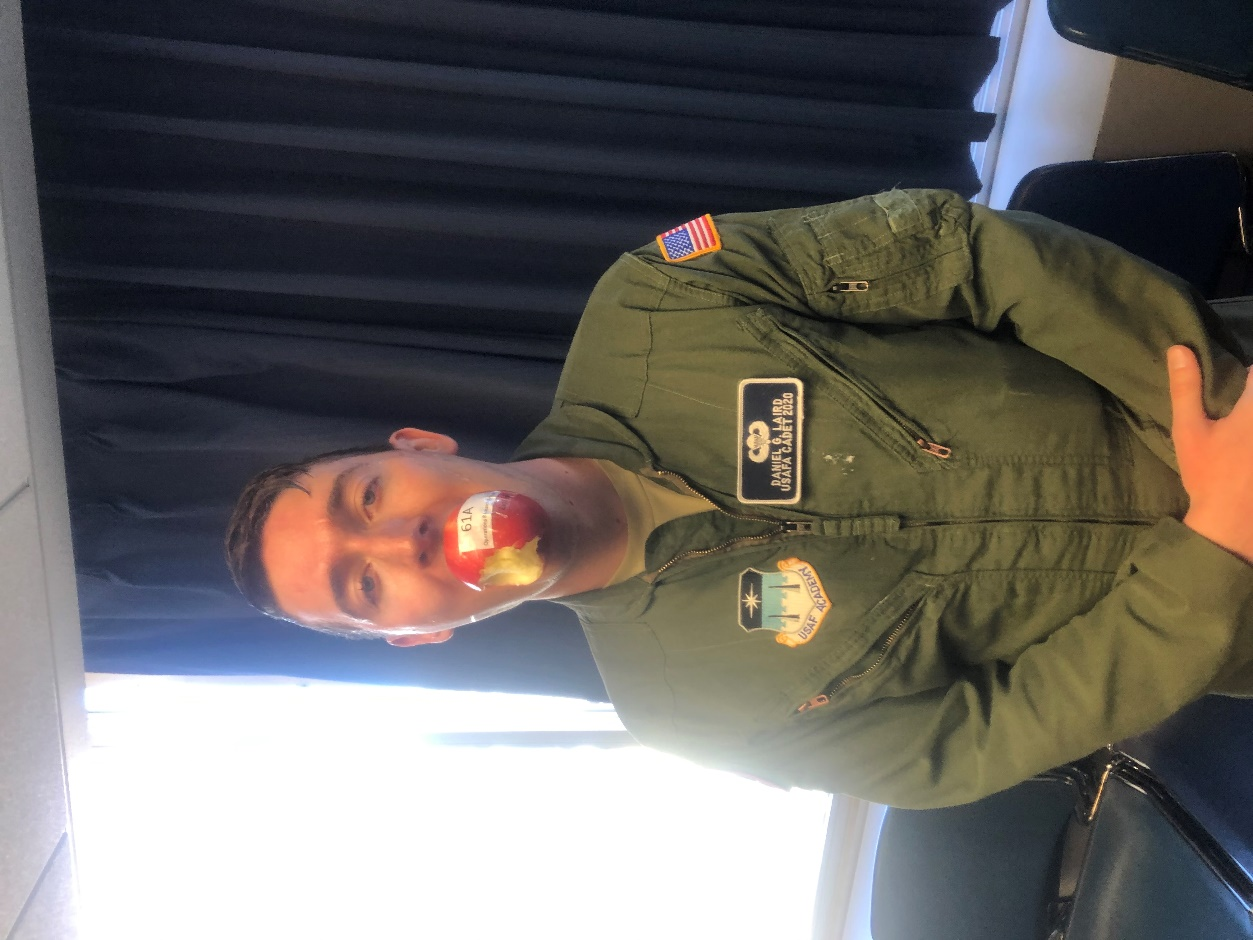 61A
DANIEL G. LAIRD
USAFA CADET 2020
USAF ACADEMY